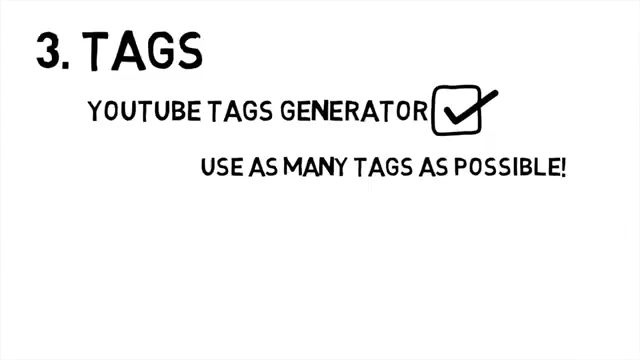 3. TAGS
YOUTUBE TAGS GENERATOR
USE AS MANY TAGS AS POSSIBLE!